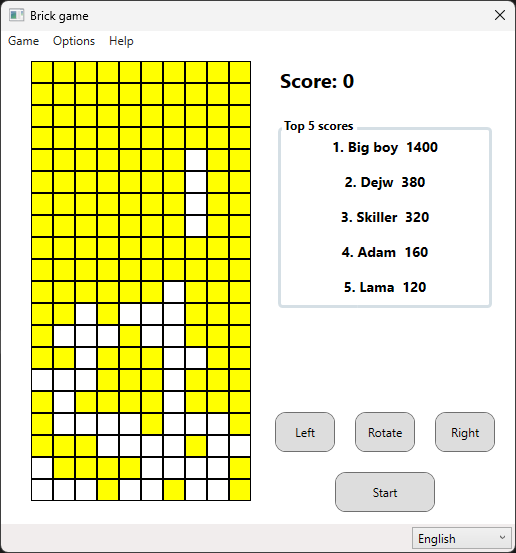 Brick game
Game Options Help
Score: 0
Top 5 scores
1. Big boy 1400
2. Dejw 380
3. Skiller 320
4. Adam 160
5. Lama 120
Left Rotate Right
Start
English